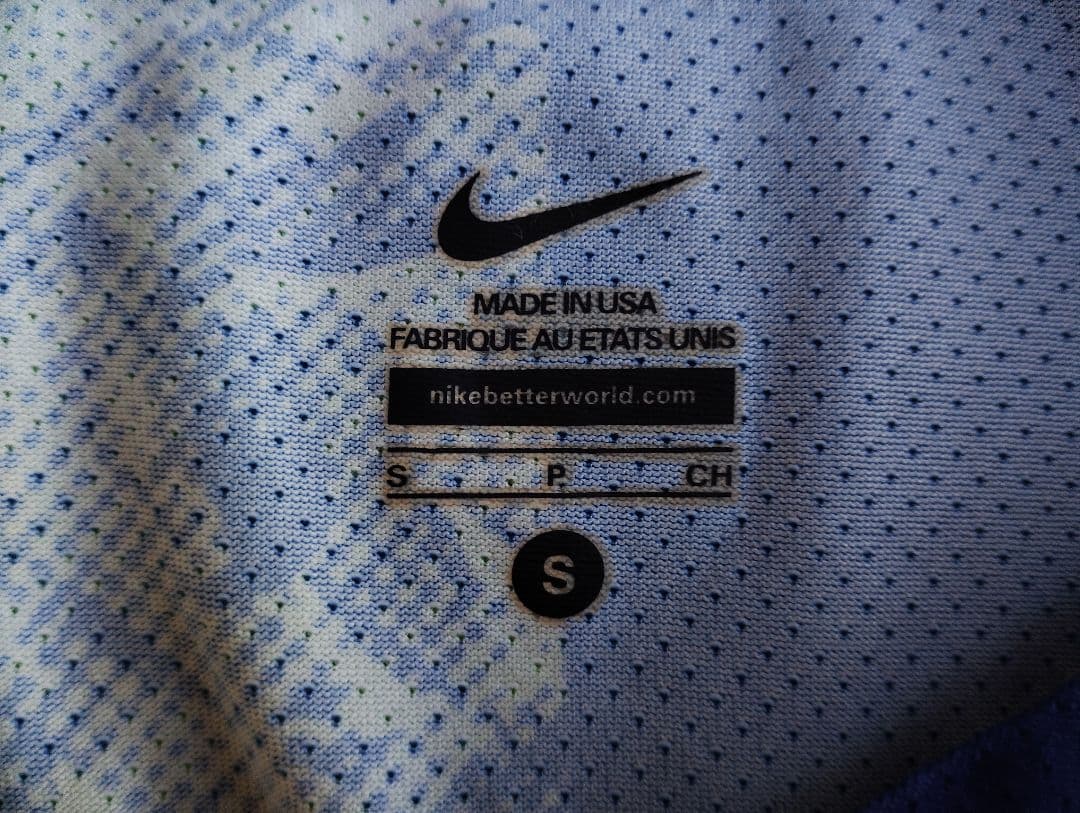 MADE IN USA
FABRIQUE AU ETATS UNIS
nikebetterworld.com
S P CH
S